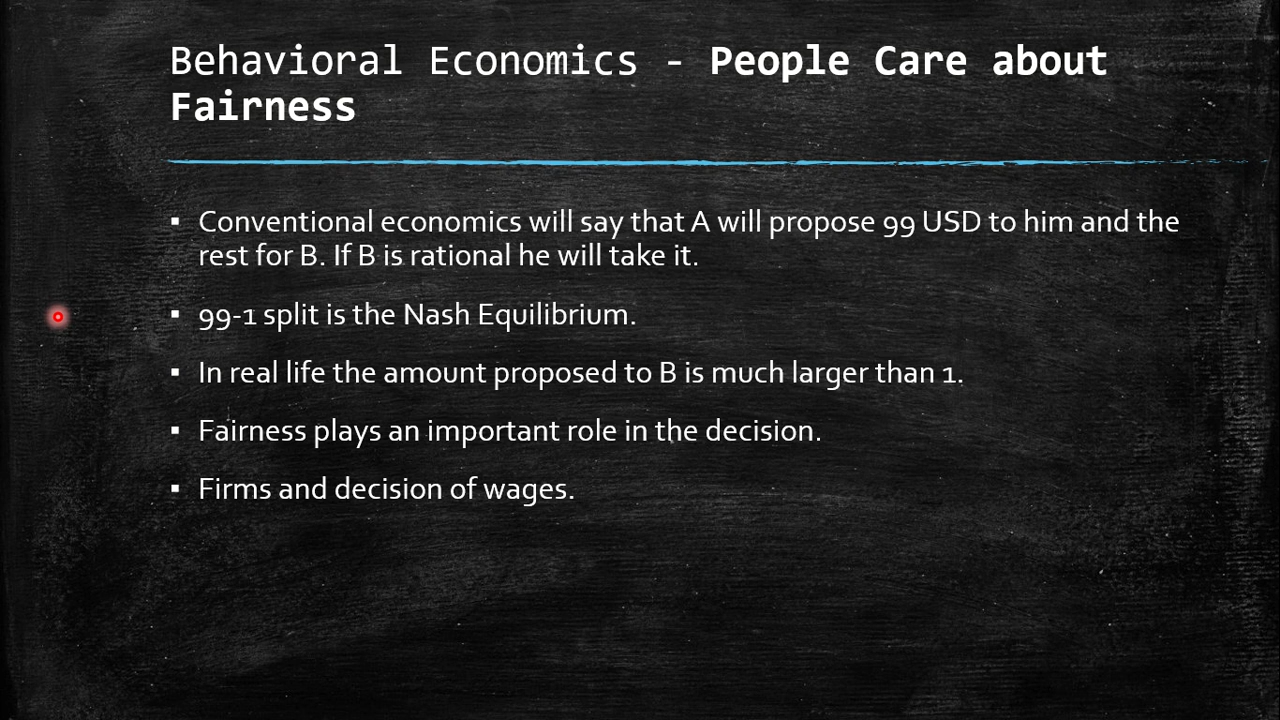 Behavioral Economics - People Care about
Fairness
▪ Conventional economics will say that A will propose 99 USD to him and the
rest for B. If B is rational he will take it.
▪ 99-1 split is the Nash Equilibrium.
▪ In real life the amount proposed to B is much larger than 1.
▪ Fairness plays an important role in the decision.
▪ Firms and decision of wages.